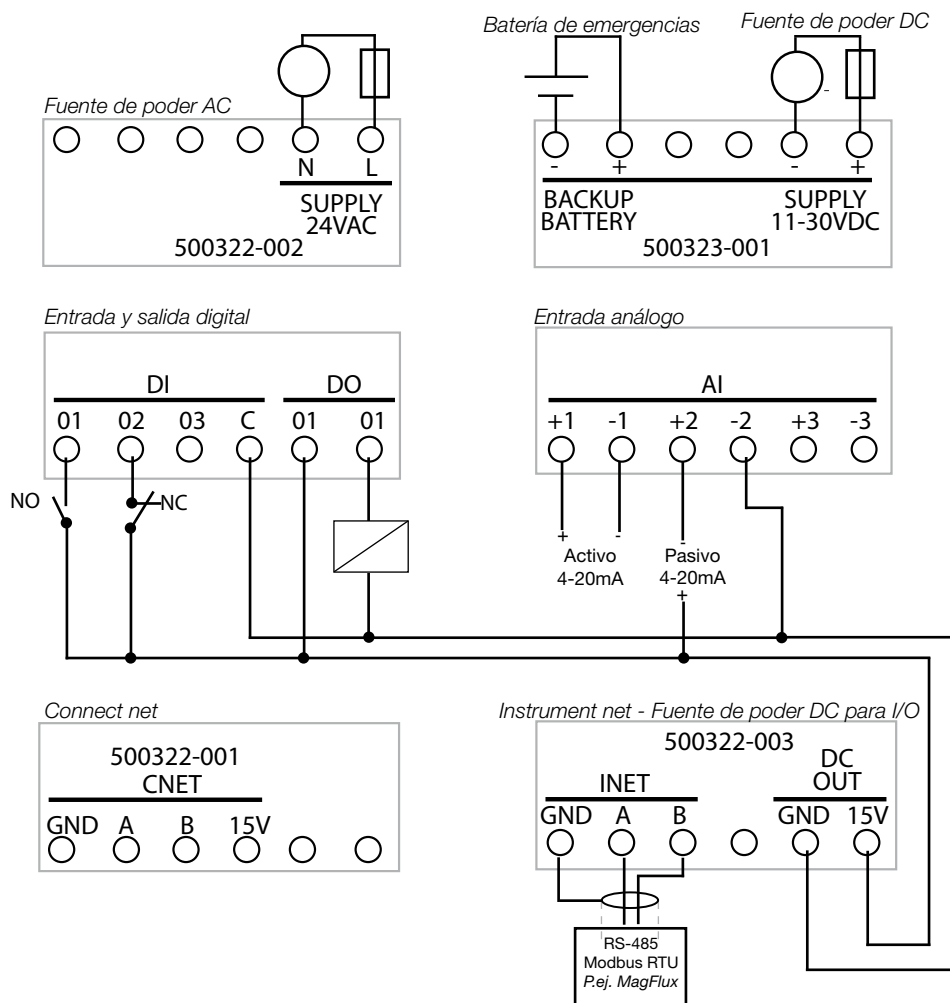 Fuente de poder AC
N L
SUPPLY
24VAC
500322-002
Batería de emergencias
Fuente de poder DC
-
- + - +
BACKUP
BATTERY
SUPPLY
11-30VDC
500323-001
Entrada y salida digital
DI DO
01 02 03 C 01 01
NO
NC
Entrada análogo
AI
+1 -1 +2 -2 +3 -3
+ -
Activo
4-20mA
-
Pasivo
4-20mA
+
Connect net
500322-001
CNET
GND A B 15V
Instrument net - Fuente de poder DC para I/O
500322-003
INET
DC
OUT
GND A B GND 15V
RS-485
Modbus RTU
P.ej. MagFlux